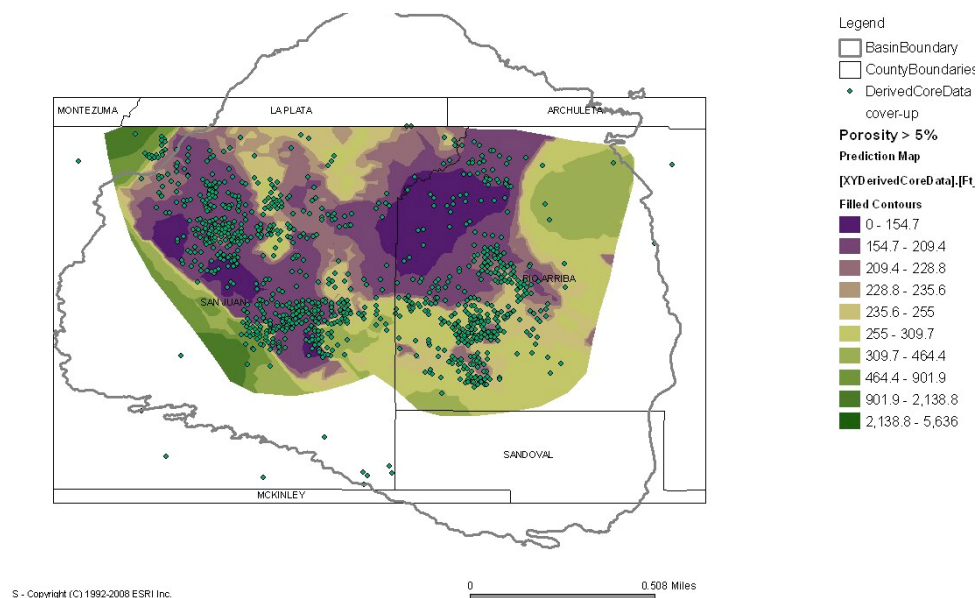 Legend
BasinBoundary
CountyBoundaries
DerivedCoreData
cover-up
Porosity > 5%
Prediction Map
[XYDerivedCoreData].[Ft_
Filled Contours
0 - 154.7
154.7 - 209.4
209.4 - 228.8
228.8 - 235.6
235.6 - 255
255 - 309.7
309.7 - 464.4
464.4 - 901.9
901.9 - 2,138.8
2,138.8 - 5,636
MONTEZUMA
LA PLATA
ARCHULETA
SAN JUAN
RIO ARRIBA
SANDOVAL
MCKINLEY
0
0.508 Miles
S - Copyright (C) 1992-2008 ESRI Inc.